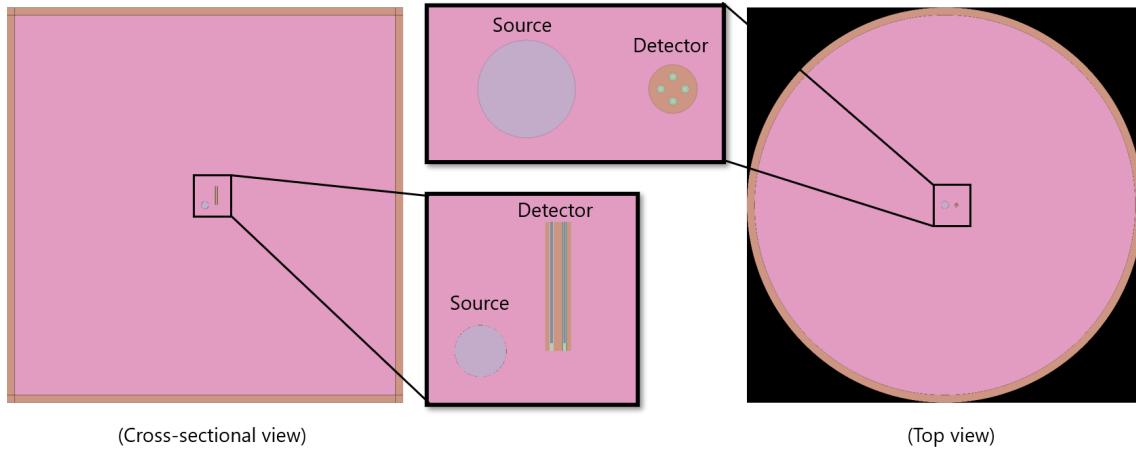 Source
Detector
Detector
Source
(Cross-sectional view)
(Top view)